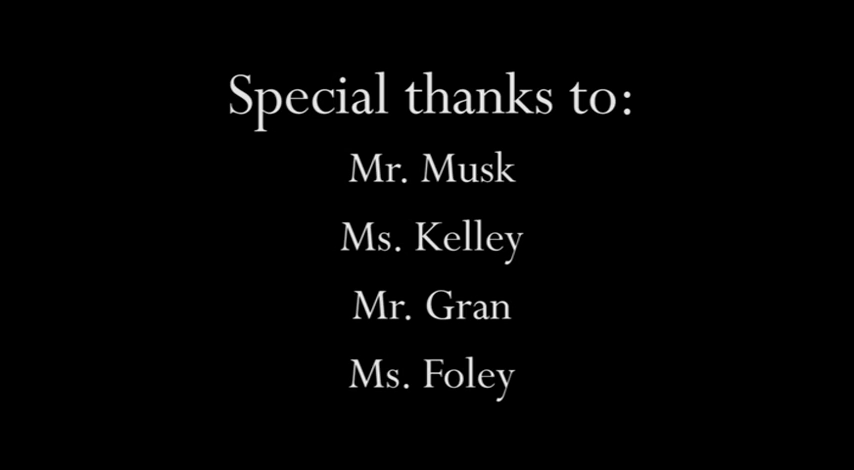 Special thanks to:
Mr. Musk
Ms. Kelley
Mr. Gran
Ms. Foley